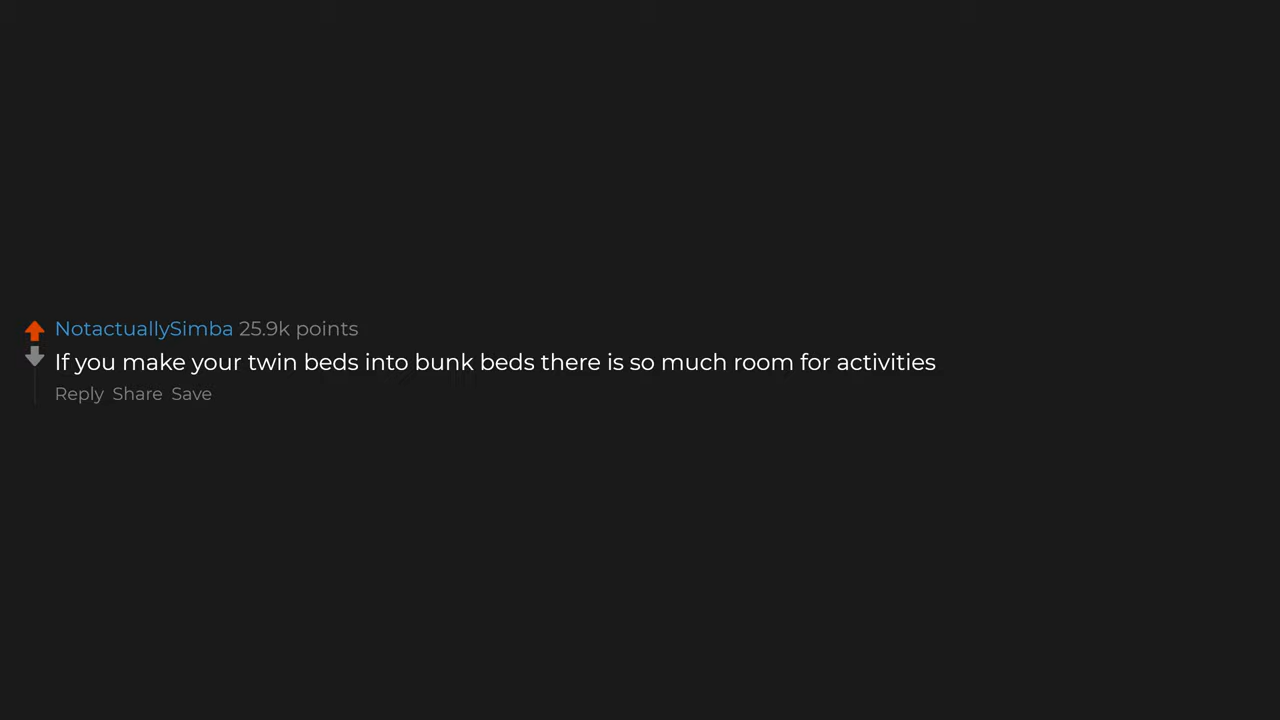 NotactuallySimba 25.9k points
If you make your twin beds into bunk beds there is so much room for activities
Reply Share Save